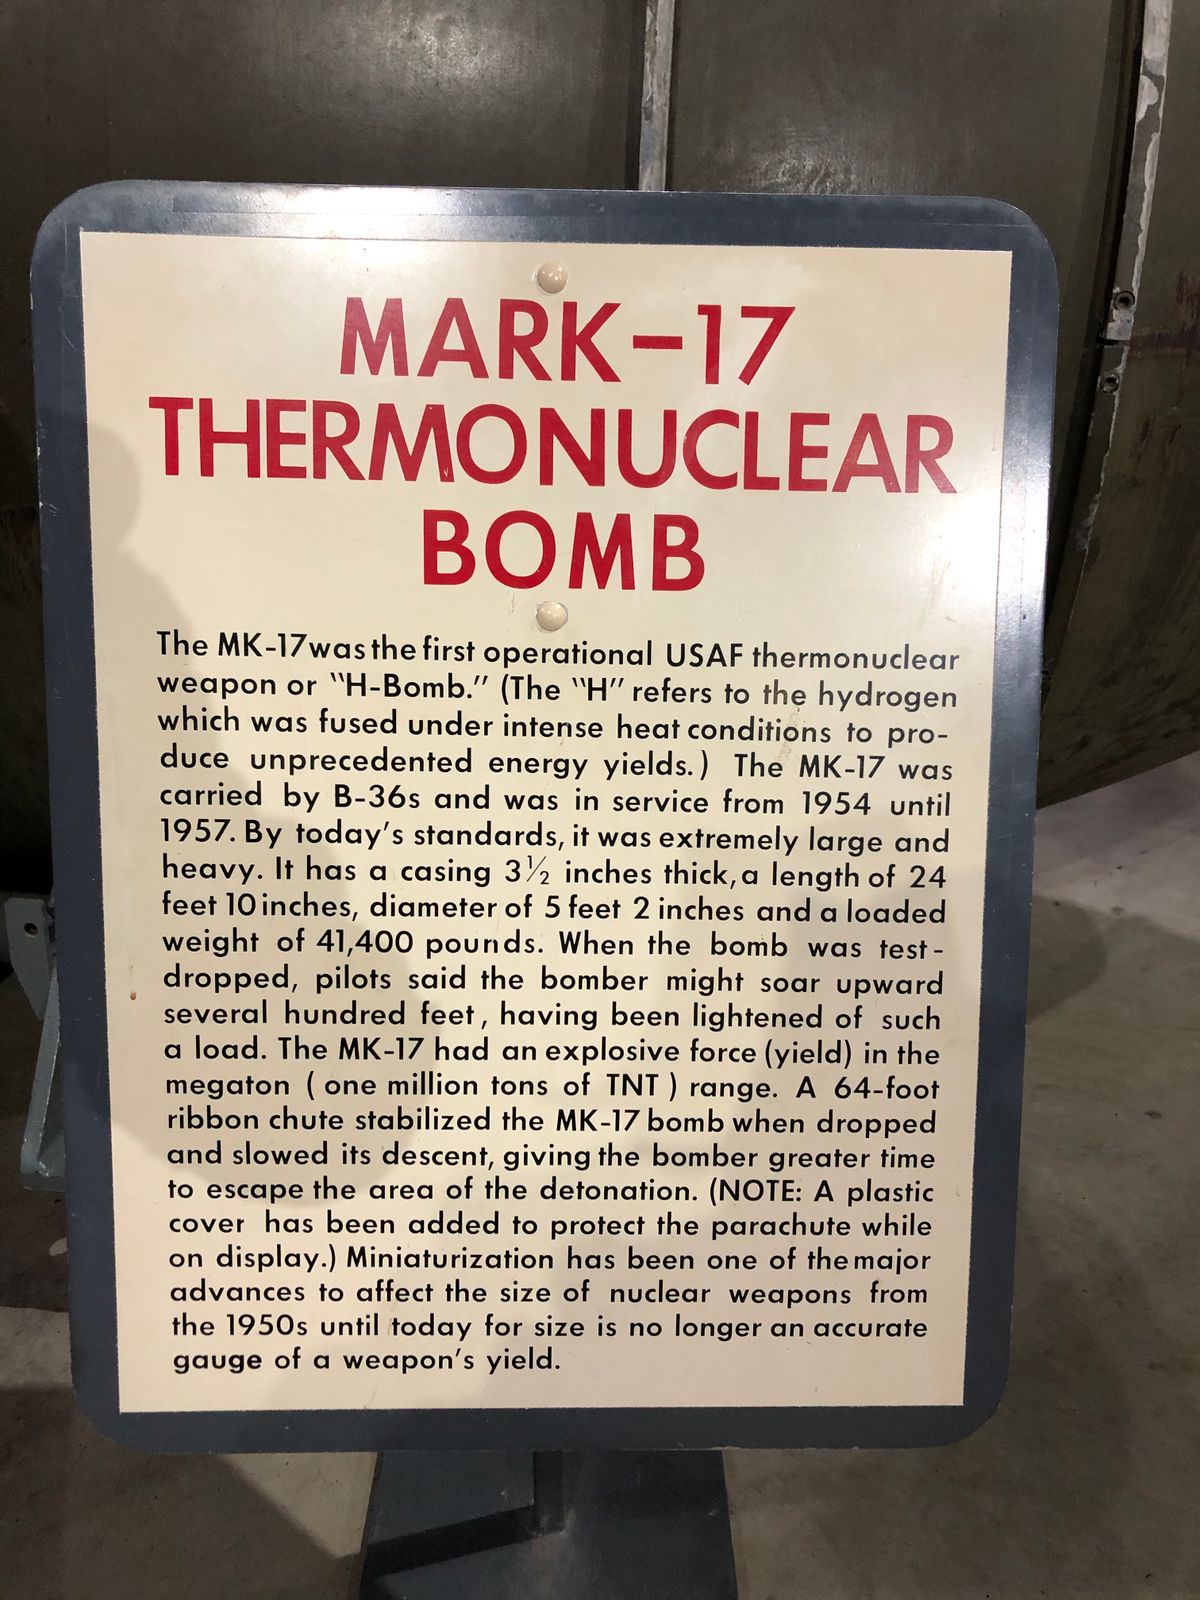 MARK-17
THERMONUCLEAR
BOMB
The MK-17 was the first operational USAF thermonuclear
weapon or "H-Bomb." (The "H" refers to the hydrogen
which was fused under intense heat conditions to pro-
duce unprecedented energy yields.) The MK-17 was
carried by B-36s and was in service from 1954 until
1957. By today's standards, it was extremely large and
heavy. It has a casing 3½ inches thick, a length of 24
feet 10 inches, diameter of 5 feet 2 inches and a loaded
weight of 41,400 pounds. When the bomb was test-
dropped, pilots said the bomber might soar upward
several hundred feet, having been lightened of such
a load. The MK-17 had an explosive force (yield) in the
megaton ( one million tons of TNT ) range. A 64-foot
ribbon chute stabilized the MK-17 bomb when dropped
and slowed its descent, giving the bomber greater time
to escape the area of the detonation. (NOTE: A plastic
cover has been added to protect the parachute while
on display.) Miniaturization has been one of the major
advances to affect the size of nuclear weapons from
the 1950s until today for size is no longer an accurate
gauge of a weapon's yield.